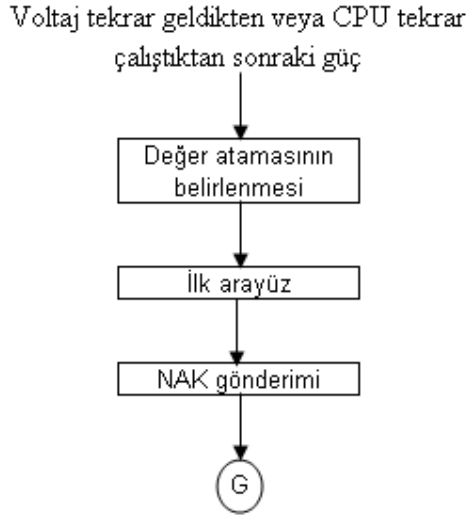 Voltaj tekrar geldikten veya CPU tekrar
çalıştıktan sonraki güç
Değer atamasının
belirlenmesi
İlk arayüz
NAK gönderimi
G